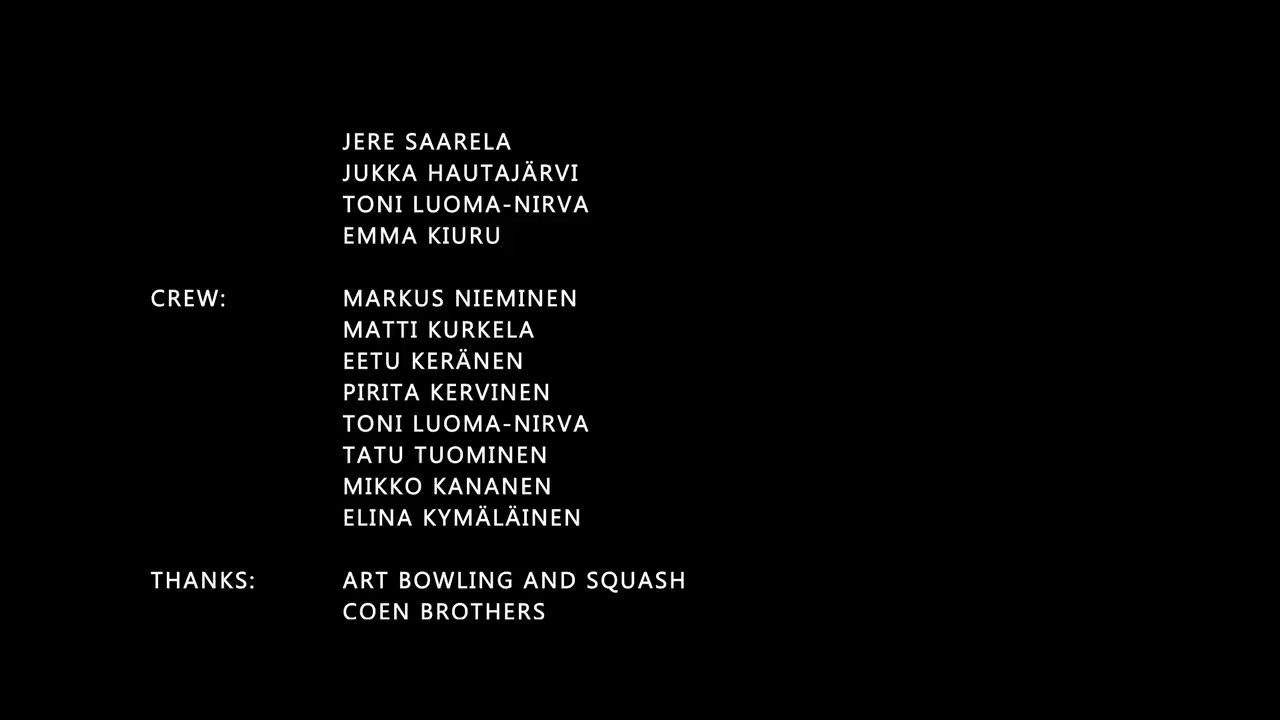 JERE SAARELA
JUKKA HAUTAJÄRVI
TONI LUOMA-NIRVA
EMMA KIURU
CREW: MARKUS NIEMINEN
MATTI KURKELA
EETU KERÄNEN
PIRITA KERVINEN
TONI LUOMA-NIRVA
TATU TUOMINEN
MIKKO KANANEN
ELINA KYMÄLÄINEN
THANKS: ART BOWLING AND SQUASH
COEN BROTHERS